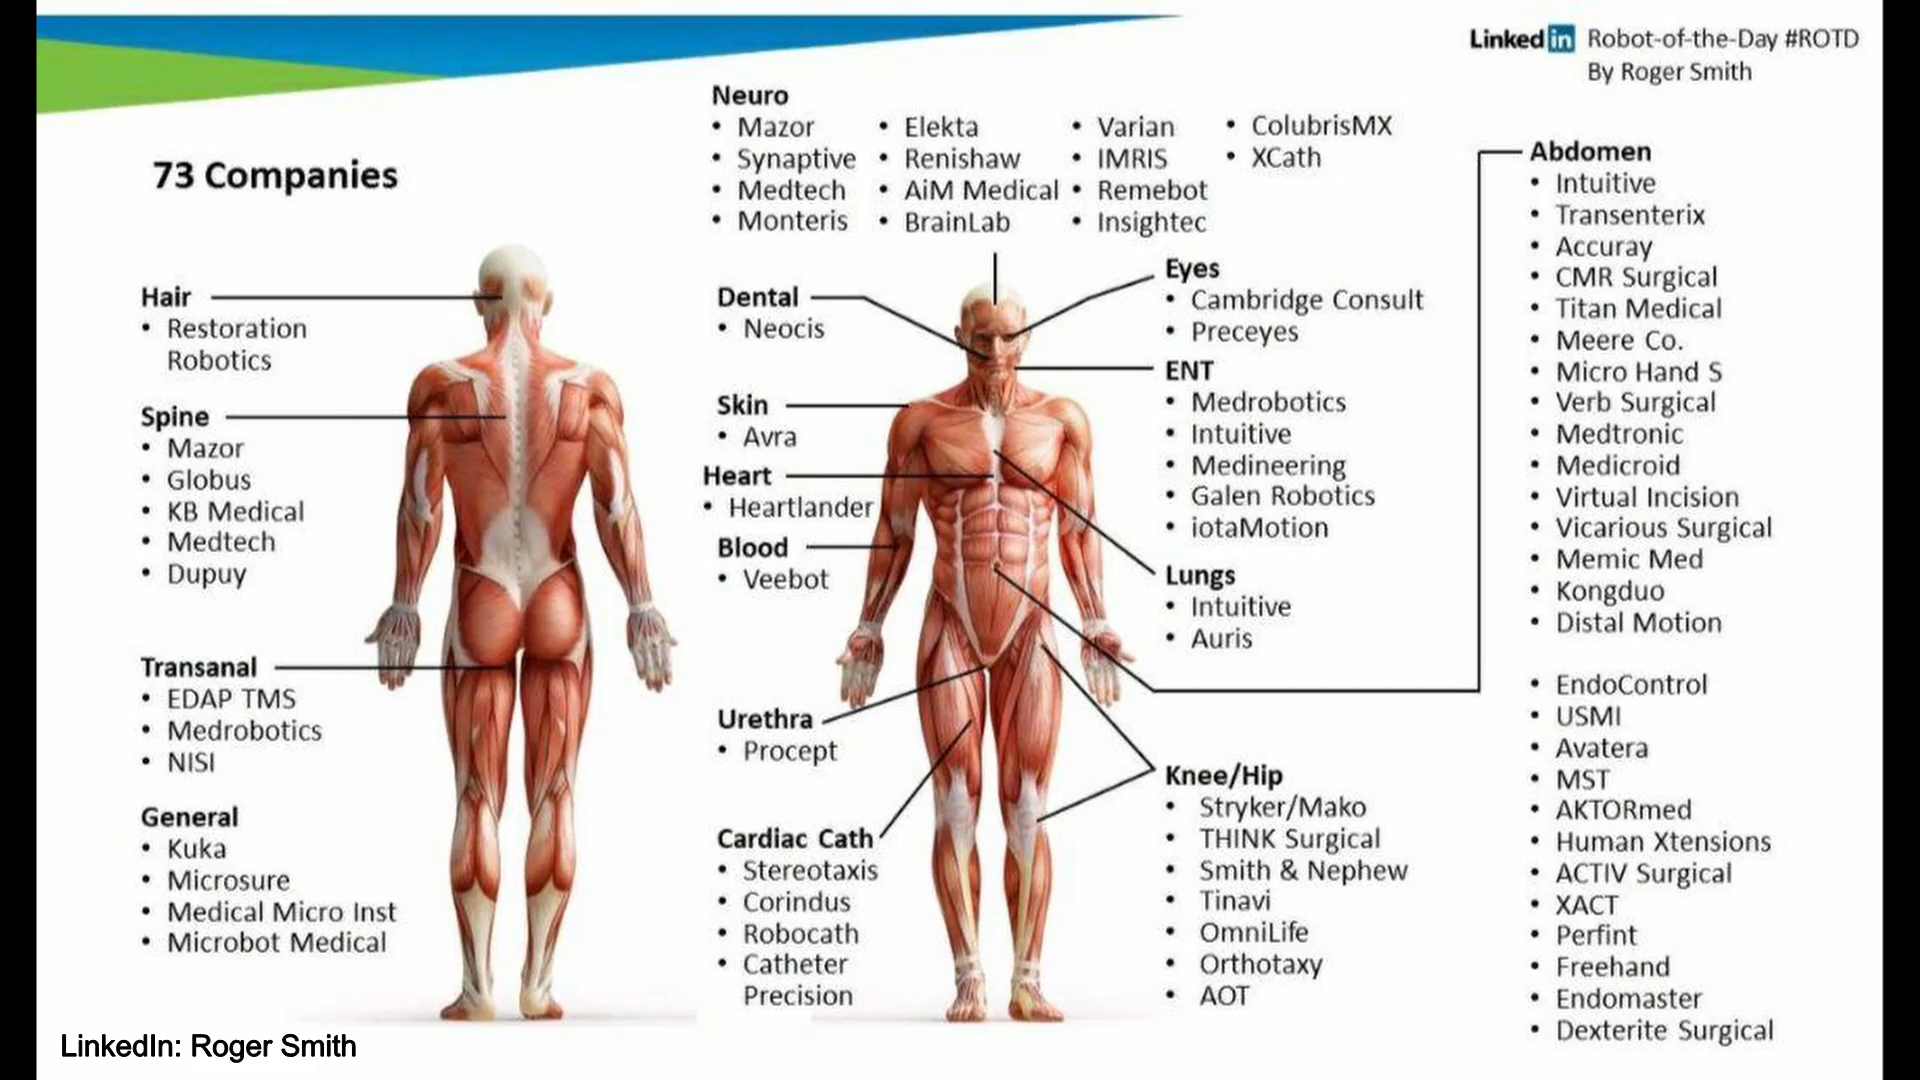 Linked in Robot-of-the-Day #ROTD
By Roger Smith
73 Companies
Hair
• Restoration
Robotics
Spine
• Mazor
• Globus
• KB Medical
• Medtech
• Dupuy
Transanal
• EDAP TMS
• Medrobotics
• NISI
General
• Kuka
• Microsure
• Medical Micro Inst
• Microbot Medical
Neuro
• Mazor
• Synaptive
• Medtech
• Monteris
• Elekta
• Renishaw
• AiM Medical
• BrainLab
• Varian
• IMRIS
• Remebot
• Insightec
• ColubrisMX
• XCath
Dental
• Neocis
Skin
• Avra
Heart
• Heartlander
Blood
• Veebot
Urethra
• Procept
Cardiac Cath
• Stereotaxis
• Corindus
• Robocath
• Catheter
Precision
Eyes
• Cambridge Consult
• Preceyes
ENT
• Medrobotics
• Intuitive
• Medineering
• Galen Robotics
• iotaMotion
Lungs
• Intuitive
• Auris
Knee/Hip
• Stryker/Mako
• THINK Surgical
• Smith & Nephew
• Tinavi
• OmniLife
• Orthotaxy
• AOT
Abdomen
• Intuitive
• Transenterix
• Accuray
• CMR Surgical
• Titan Medical
• Meere Co.
• Micro Hand S
• Verb Surgical
• Medtronic
• Medicroid
• Virtual Incision
• Vicarious Surgical
• Memic Med
• Kongduo
• Distal Motion
• EndoControl
• USMI
• Avatera
• MST
• AKTORmed
• Human Xtensions
• ACTIV Surgical
• XACT
• Perfint
• Freehand
• Endomaster
• Dexterite Surgical
LinkedIn: Roger Smith